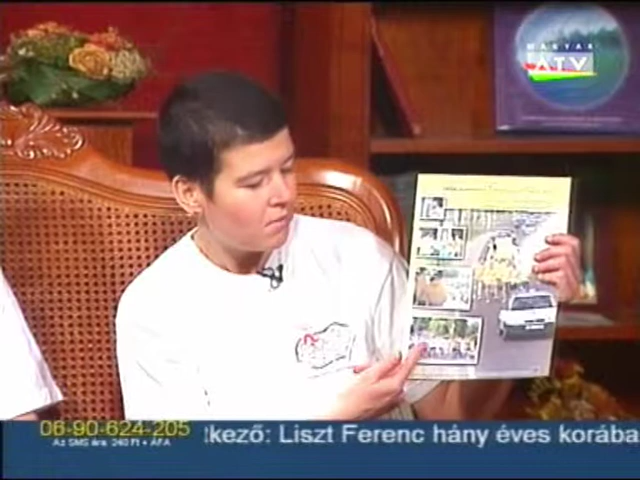 MAGYAR
ATV
06-90-624-205
Az SMS ára: 240 Ft + ÁFA
tkező: Liszt Ferenc hány éves korába